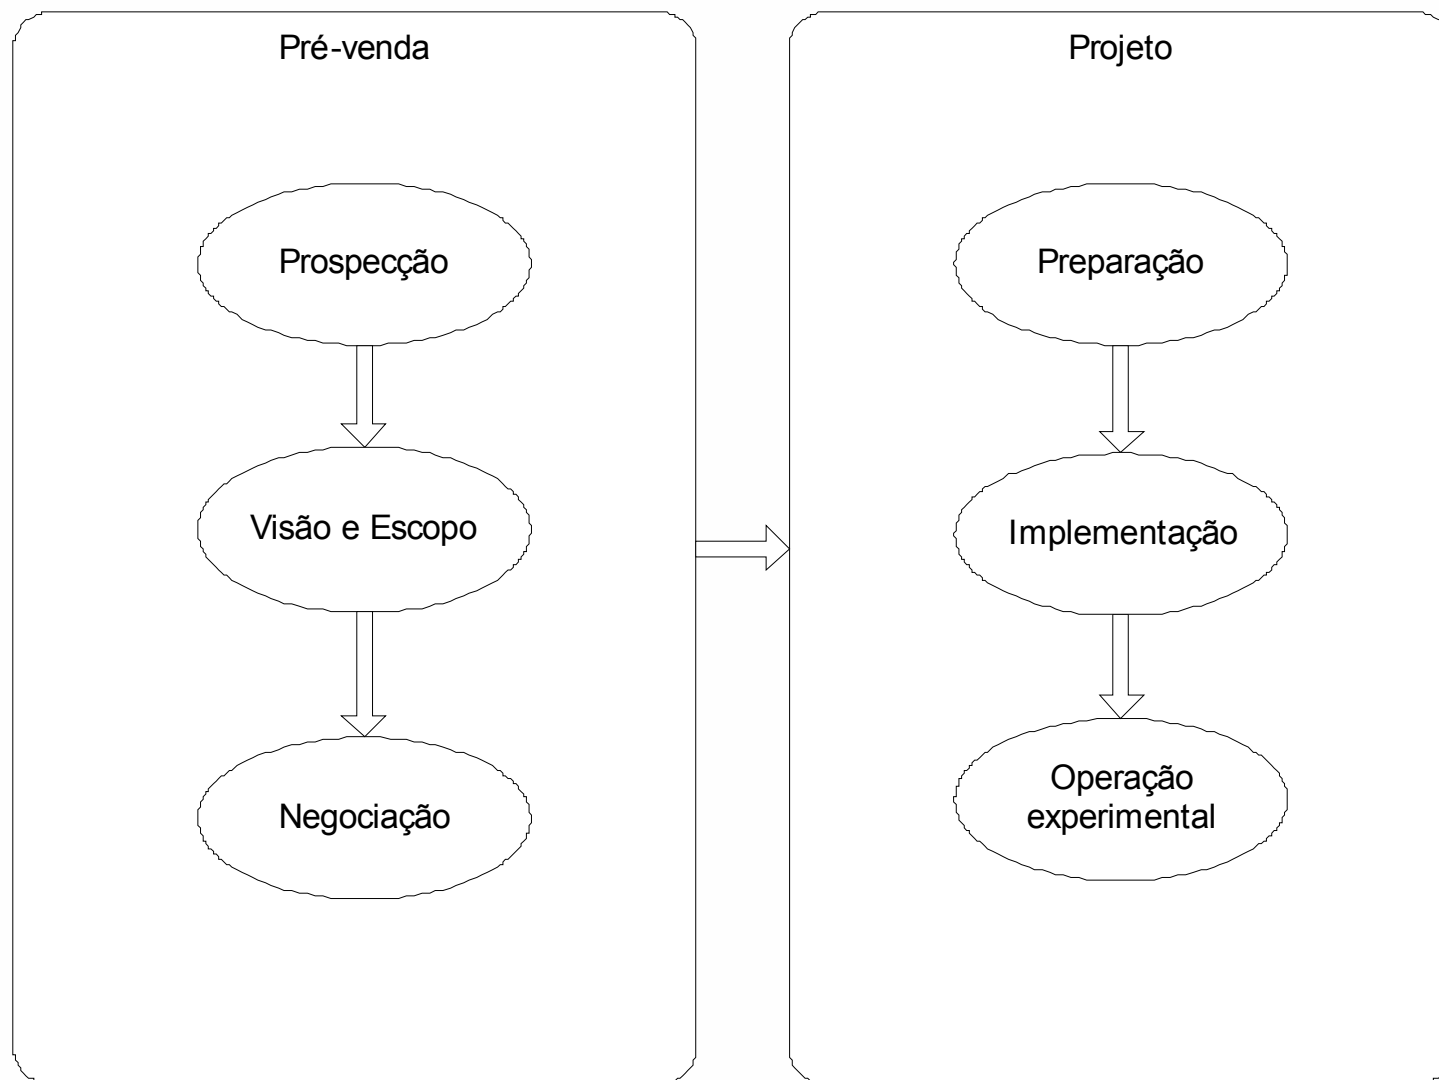 Pré-venda
Prospecção
Visão e Escopo
Negociação
Projeto
Preparação
Implementação
Operação
experimental